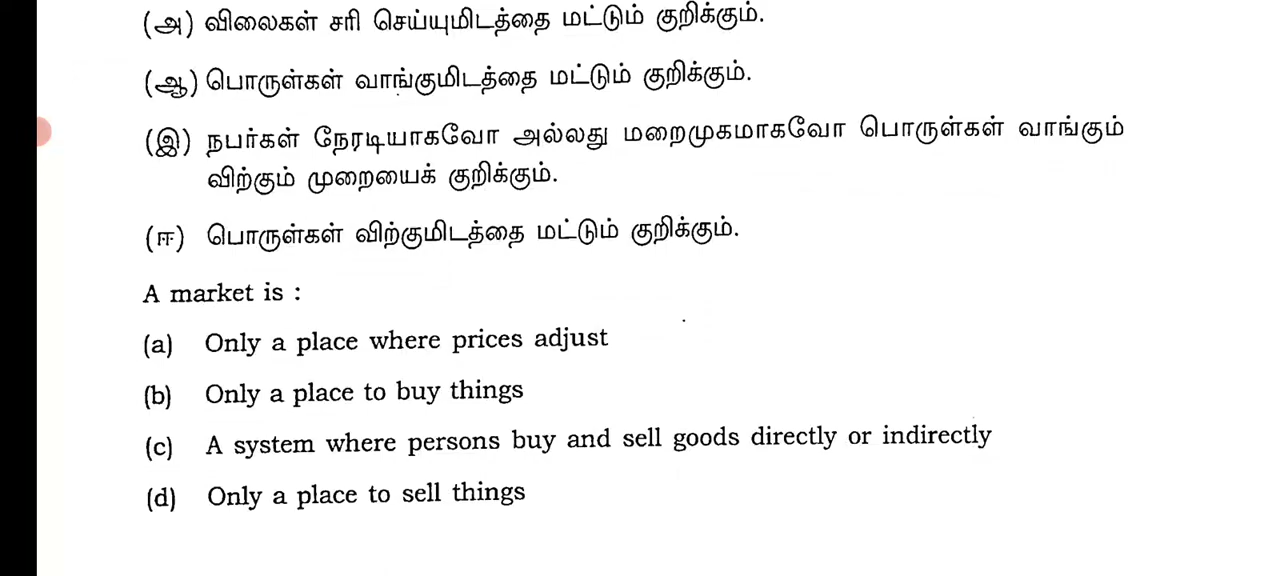 (அ) விலைகள் சரி செய்யுமிடத்தை மட்டும் குறிக்கும்.
(ஆ) பொருள்கள் வாங்குமிடத்தை மட்டும் குறிக்கும்.
(இ) நபர்கள் நேரடியாகவோ அல்லது மறைமுகமாகவோ பொருள்கள் வாங்கும்
விற்கும் முறையைக் குறிக்கும்.
(ஈ) பொருள்கள் விற்குமிடத்தை மட்டும் குறிக்கும்.
A market is :
(a) Only a place where prices adjust
(b) Only a place to buy things
(c) A system where persons buy and sell goods directly or indirectly
(d) Only a place to sell things